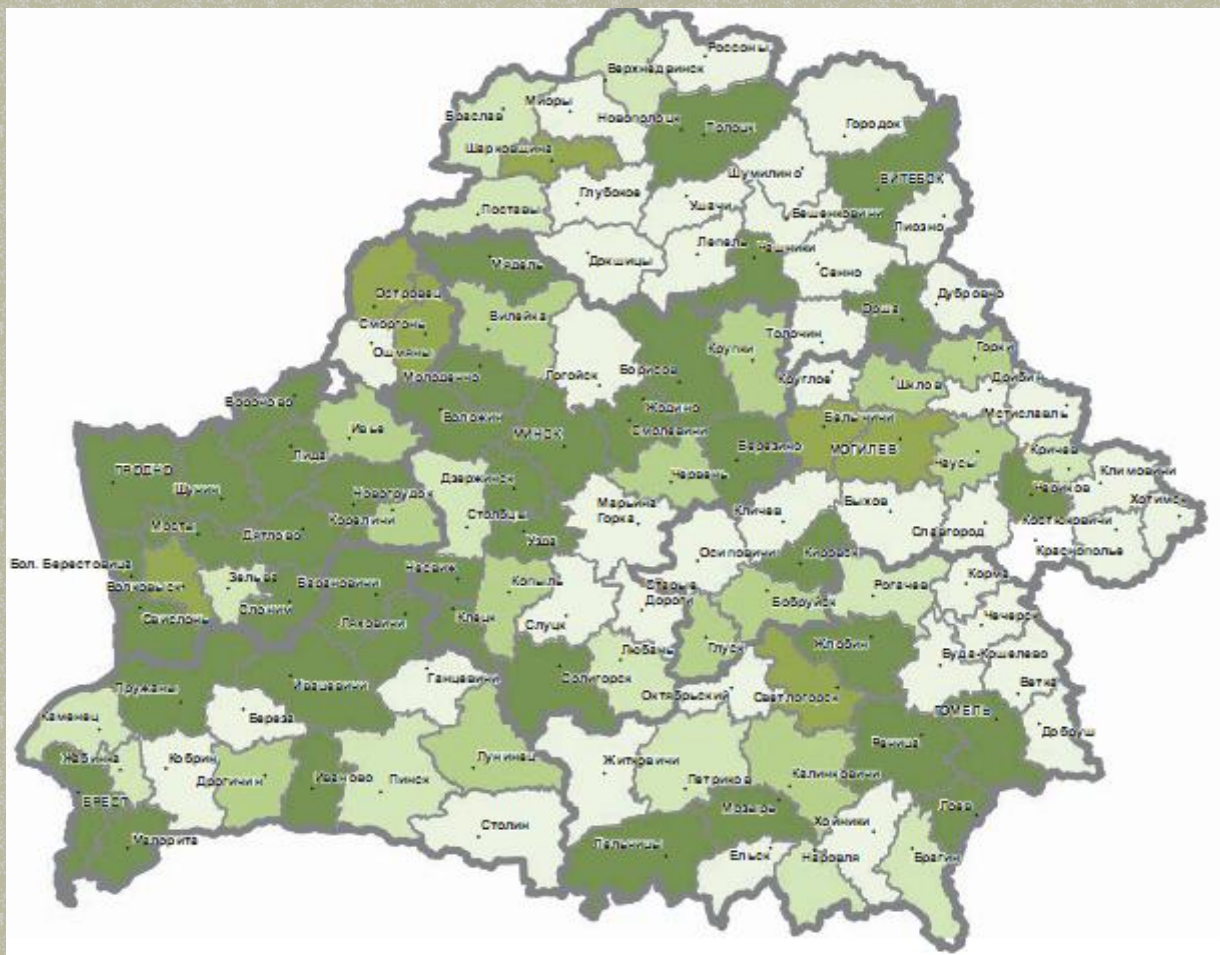 Россоны
Верхнедвинск
Миоры
Браслав
Новополоцк
Полоцк
Городок
Шарковщина
Шумилино
ВИТЕБСК
Глубокое
Ушачи
Бешенковичи
Поставы
Лиозно
Лепель
Чашники
Мядель
Докшицы
Сенно
Островец
Дубровно
Вилейка
Орша
Сморгонь
Толочин
Ошмяны
Крупки
Горки
Молодечно
Логойск
Борисов
Круглое
Шклов
Дрибин
Вороново
Жодино
Мстиславль
Воложин
Белыничи
Ивье
МИНСК
Смолевичи
Березино
МОГИЛЕВ
Кричев
Лида
Чаусы
Климовичи
ГРОДНО
Червень
Дзержинск
Чериков
Щучин
Новогрудок
Хотимск
Марьина
Горка
Кличев
Быхов
Столбцы
Костюковичи
Мосты
Кореличи
Славгород
Дятлово
Узда
Осиповичи
Краснополье
Бол. Берестовица
Несвиж
Кировск
Корма
Зельва
Барановичи
Копыль
Старые
Дороги
Рогачев
Волковыск
Бобруйск
Слоним
Клецк
Чечерск
Свислочь
Ляховичи
Слуцк
Любань
Глуск
Жлобин
Буда-Кошелево
Ганцевичи
Солигорск
Ивацевичи
Ветка
Пружаны
Октябрьский
Светлогорск
ГОМЕЛЬ
Каменец
Береза
Добруш
Речица
Жабинка
Кобрин
Лунинец
Житковичи
Дрогичин
Иваново
Пинск
Петриков
Калинковичи
БРЕСТ
Мозырь
Лоев
Столин
Хойники
Малорита
Лельчицы
Ельск
Наровля
Брагин